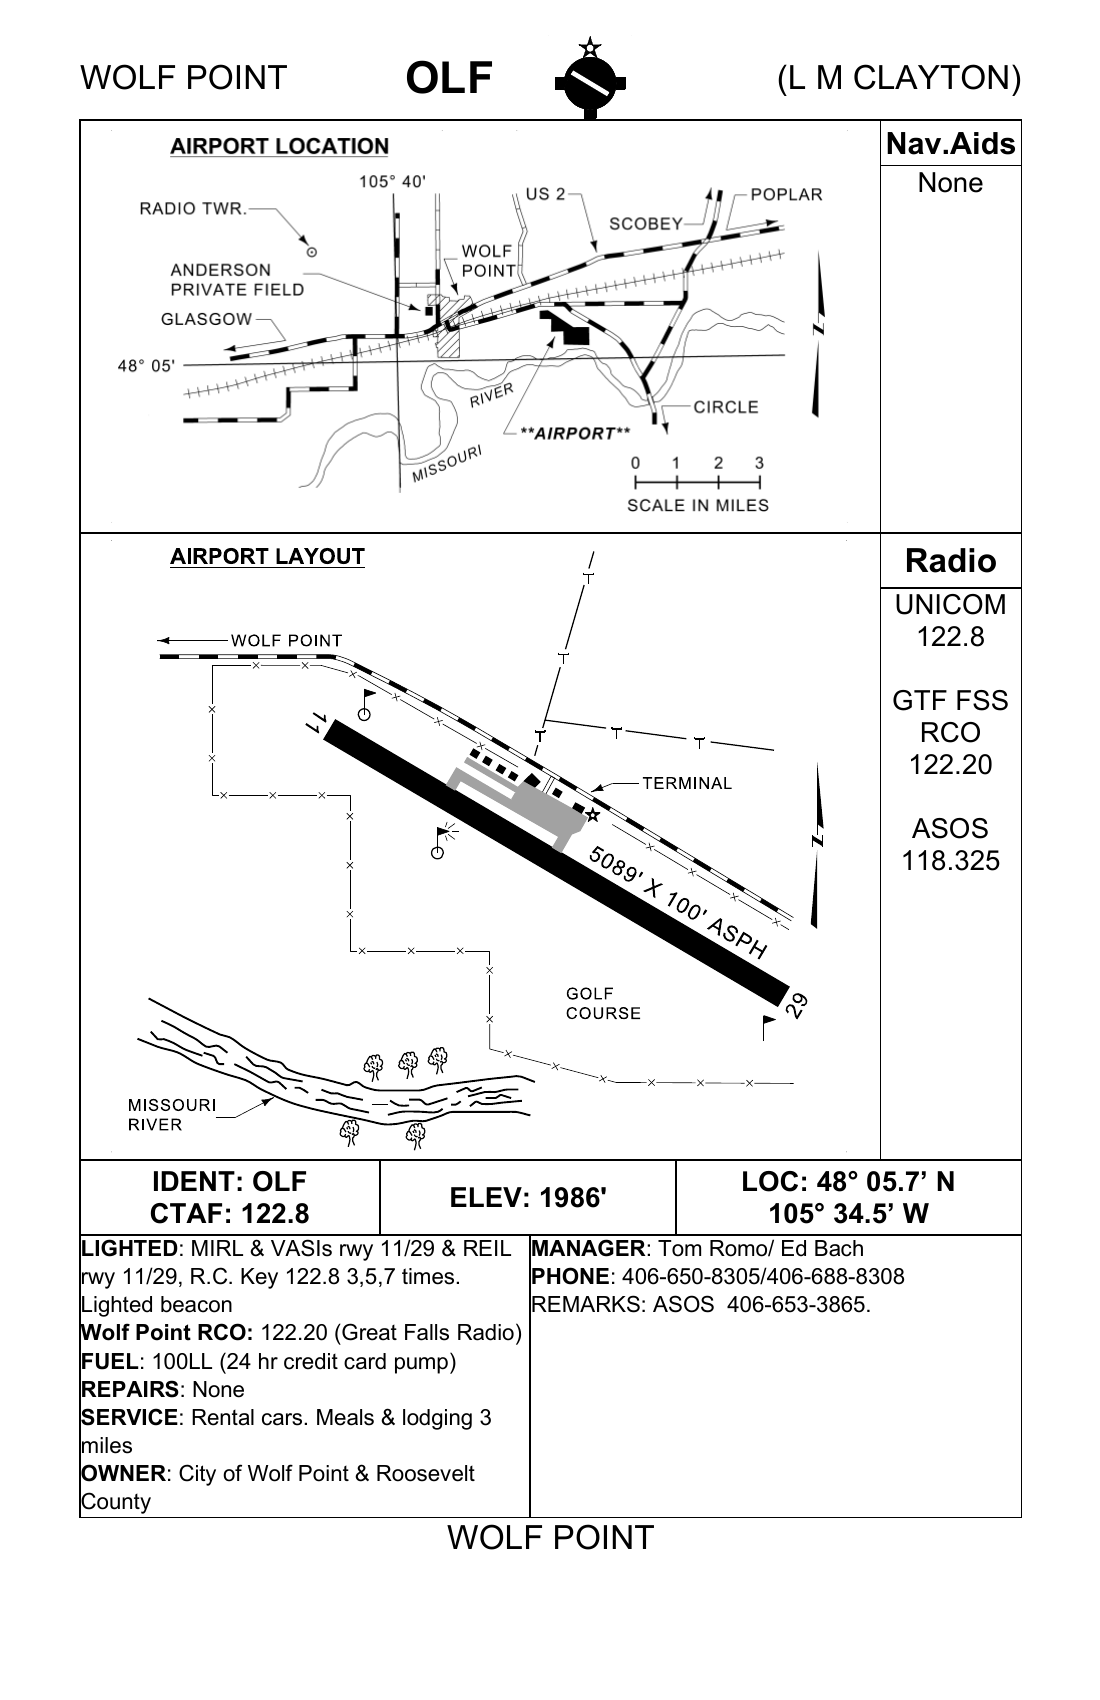 WOLF POINT OLF (L M CLAYTON)
AIRPORT LOCATION
105° 40'
RADIO TWR.
US 2
POPLAR
SCOBEY
WOLF
POINT
ANDERSON
PRIVATE FIELD
GLASGOW
48° 05'
RIVER
CIRCLE
**AIRPORT**
MISSOURI
N
0 1 2 3
SCALE IN MILES
Nav.Aids
None
AIRPORT LAYOUT
WOLF POINT
11
TERMINAL
5089' X 100' ASPH
N
29
GOLF
COURSE
MISSOURI
RIVER
Radio
UNICOM
122.8
GTF FSS
RCO
122.20
ASOS
118.325
IDENT: OLF
CTAF: 122.8
ELEV: 1986'
LOC: 48° 05.7’ N
105° 34.5’ W
LIGHTED: MIRL & VASIs rwy 11/29 & REIL
rwy 11/29, R.C. Key 122.8 3,5,7 times.
Lighted beacon
Wolf Point RCO: 122.20 (Great Falls Radio)
FUEL: 100LL (24 hr credit card pump)
REPAIRS: None
SERVICE: Rental cars. Meals & lodging 3
miles
OWNER: City of Wolf Point & Roosevelt
County
MANAGER: Tom Romo/ Ed Bach
PHONE: 406-650-8305/406-688-8308
REMARKS: ASOS  406-653-3865.
WOLF POINT